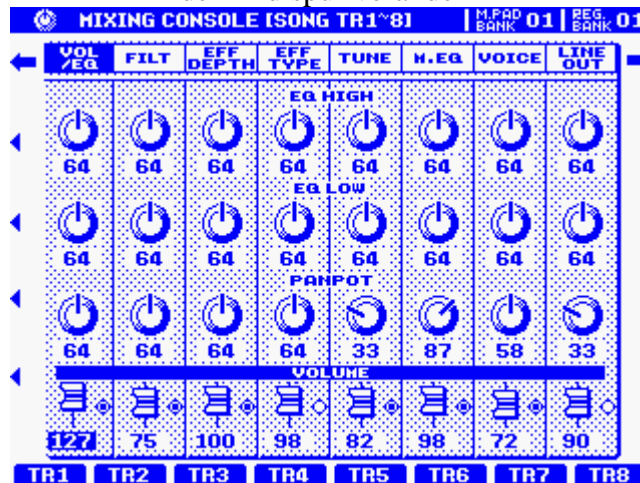 MIXING CONSOLE [SONG TR1~8] M.PAD BANK 01 REG. BANK 01
VOL/EQ FILT EFF DEPTH EFF TYPE TUNE M.EQ VOICE LINE OUT
EQ HIGH
64 64 64 64 64 64 64 64
EQ LOW
64 64 64 64 64 64 64 64
PANPOT
64 64 64 64 33 87 58 33
VOLUME
127 75 100 98 82 98 72 90
TR1 TR2 TR3 TR4 TR5 TR6 TR7 TR8